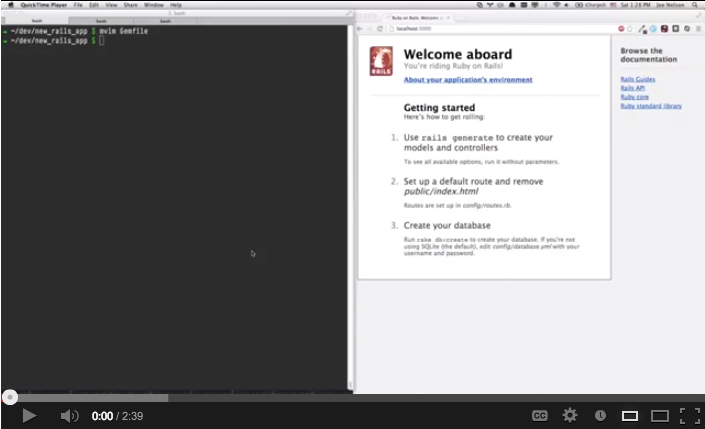 QuickTime Player File Edit View Share Window Help
Charged Sat 1:28 PM Joe Nelson
1. bash
bash bash bash
~/dev/new_rails_app $ mvim Gemfile
~/dev/new_rails_app $
Ruby on Rails: Welcome
localhost:3000
RAILS
Welcome aboard
You're riding Ruby on Rails!
About your application's environment
Getting started
Here's how to get rolling:
1. Use rails generate to create your
models and controllers
To see all available options, run it without parameters.
2. Set up a default route and remove
public/index.html
Routes are set up in config/routes.rb.
3. Create your database
Run rake db:create to create your database. If you're not
using SQLite (the default), edit config/database.yml with your
username and password.
Browse the
documentation
Rails Guides
Rails API
Ruby core
Ruby standard library
0:00 / 2:39
CC